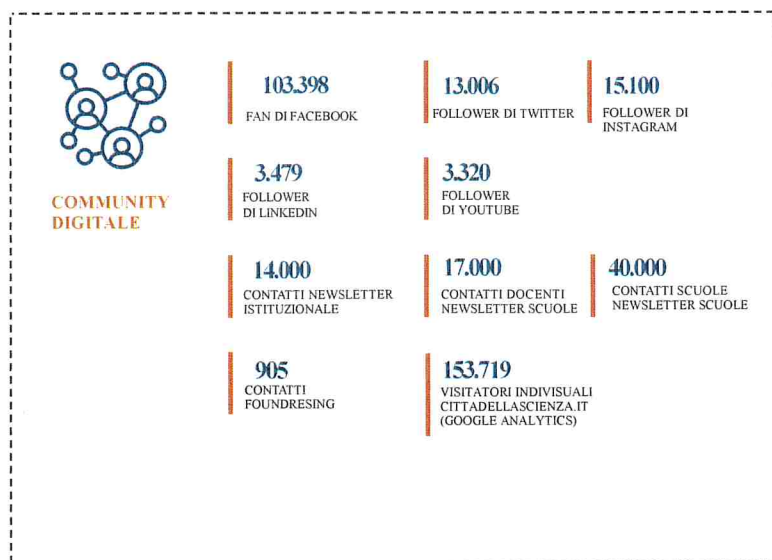 COMMUNITY
DIGITALE
103.398
FAN DI FACEBOOK
13.006
FOLLOWER DI TWITTER
15.100
FOLLOWER DI
INSTAGRAM
3.479
FOLLOWER
DI LINKEDIN
3.320
FOLLOWER
DI YOUTUBE
14.000
CONTATTI NEWSLETTER
ISTITUZIONALE
17.000
CONTATTI DOCENTI
NEWSLETTER SCUOLE
40.000
CONTATTI SCUOLE
NEWSLETTER SCUOLE
905
CONTATTI
FOUNDRESING
153.719
VISITATORI INDIVISUALI
CITTADELLASCIENZA.IT
(GOOGLE ANALYTICS)